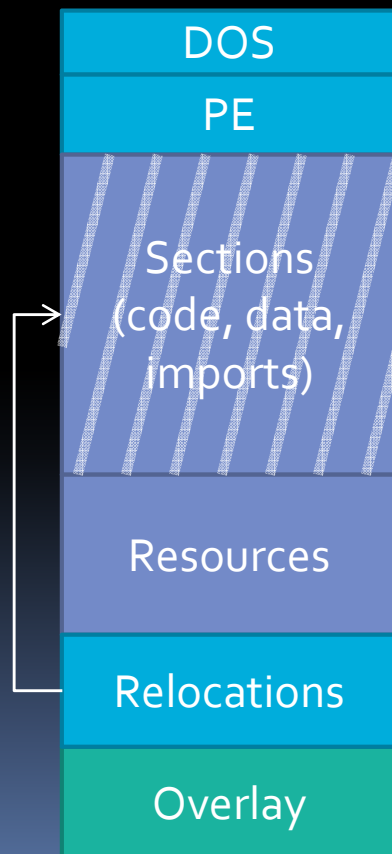 DOS
PE
Sections
(code, data,
imports)
Resources
Relocations
Overlay